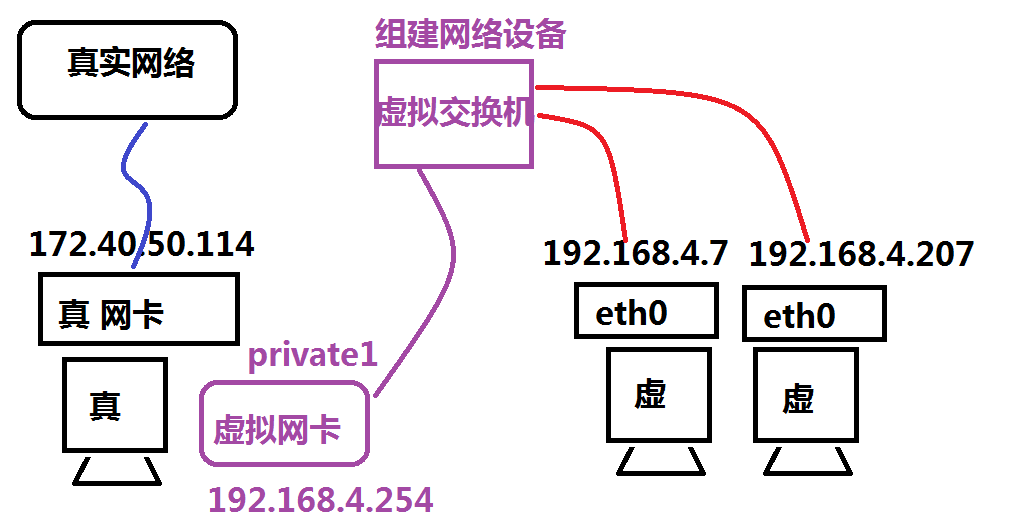 组建网络设备
真实网络
虚拟交换机
172.40.50.114
192.168.4.7
192.168.4.207
真 网卡
eth0
eth0
private1
真
虚
虚
虚拟网卡
192.168.4.254